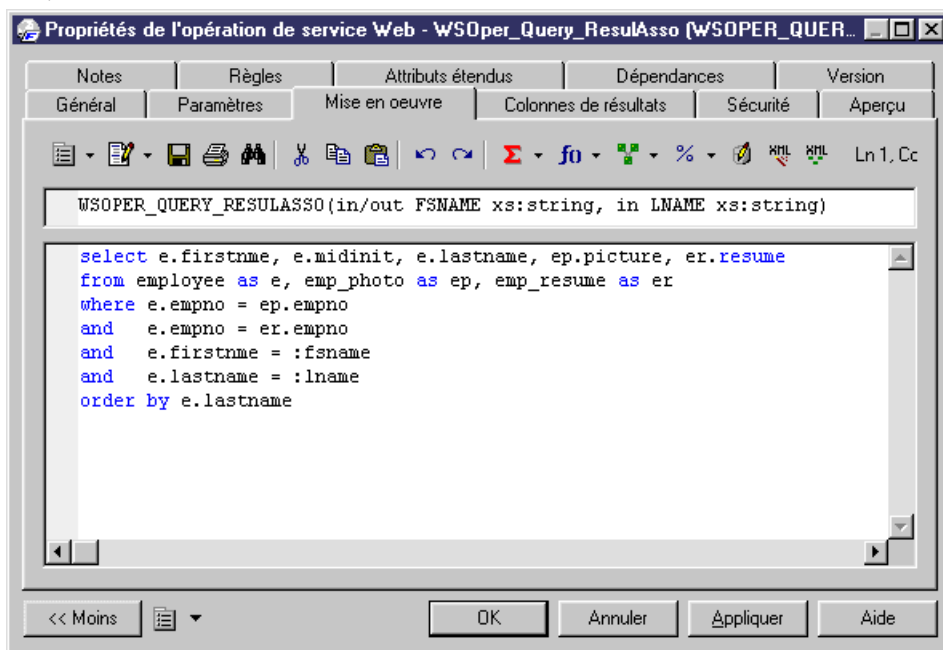 Propriétés de l'opération de service Web - WSOper_Query_ResulAsso (WSOPER_QUER...
Notes Règles Attributs étendus Dépendances Version
Général Paramètres Mise en oeuvre Colonnes de résultats Sécurité Aperçu
Σ fo % XML XML Ln 1, Cc
WSOPER_QUERY_RESULASSO(in/out FSNAME xs:string, in LNAME xs:string)
select e.firstnme, e.midinit, e.lastname, ep.picture, er.resume
from employee as e, emp_photo as ep, emp_resume as er
where e.empno = ep.empno
and e.empno = er.empno
and e.firstnme = :fsname
and e.lastname = :lname
order by e.lastname
<< Moins OK Annuler Appliquer Aide